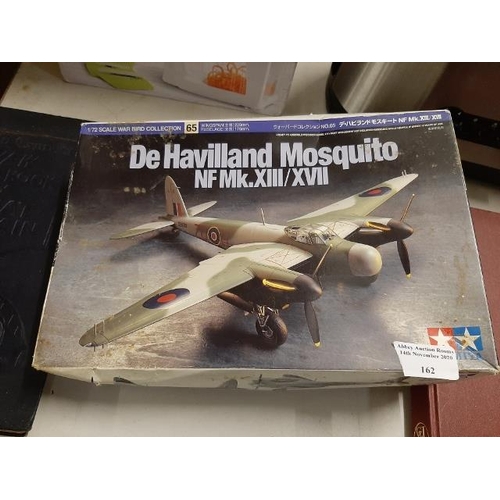 1/72 SCALE WAR BIRD COLLECTION 65
ウォーバードコレクション NO.65 デ・ハビランド モスキート NF Mk.XIII/XVII
De Havilland Mosquito
NF Mk.XIII/XVII
Abbey Auction Rooms
14th November 2016
162